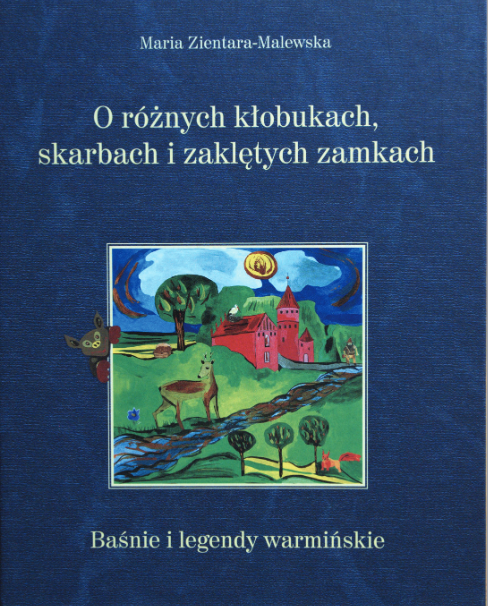 Maria Zientara-Malewska
O różnych kłobukach,
skarbach i zaklętych zamkach
Baśnie i legendy warmińskie